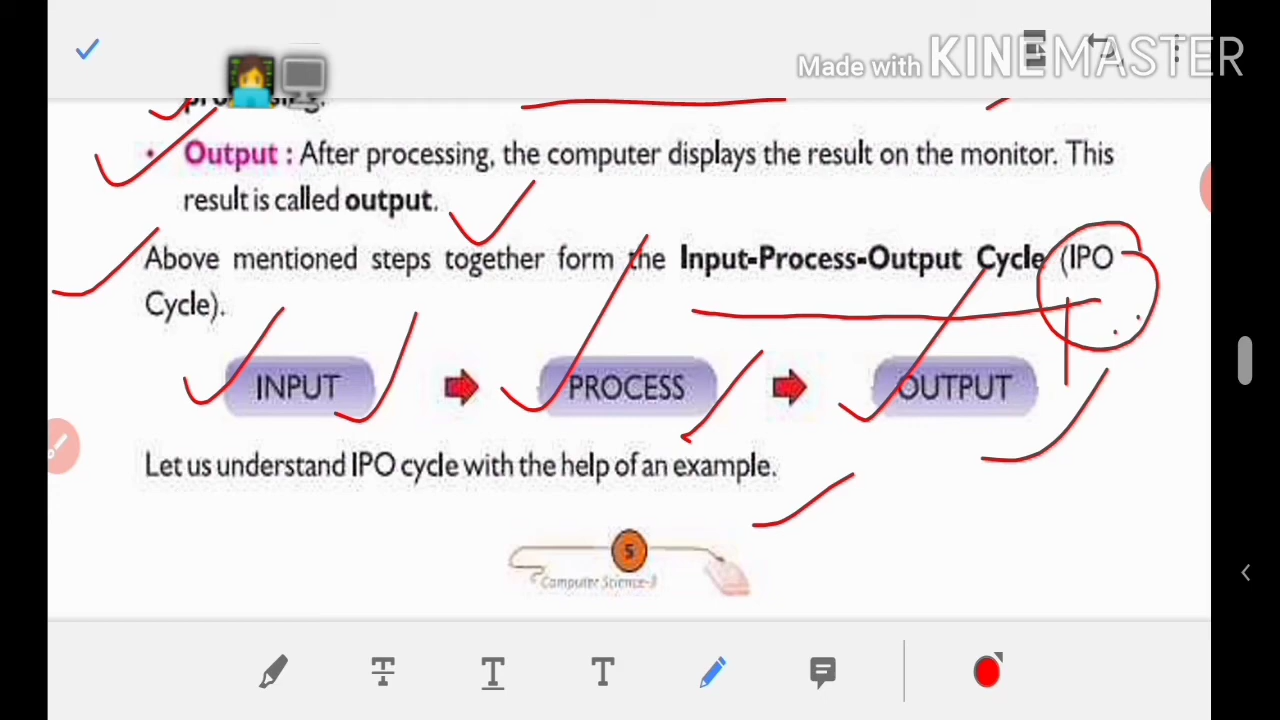 Made with KINEMASTER
processing.
• Output : After processing, the computer displays the result on the monitor. This
result is called output.
Above mentioned steps together form the Input-Process-Output Cycle (IPO
Cycle).
INPUT PROCESS OUTPUT
Let us understand IPO cycle with the help of an example.
5
Computer Science-3
T T T